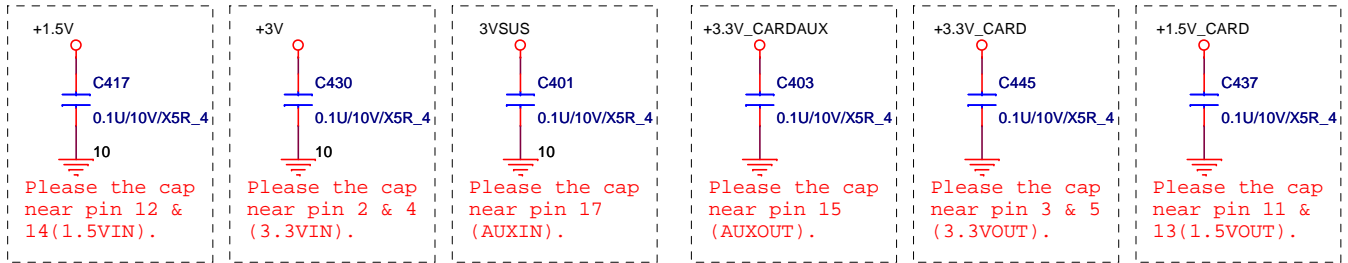 +1.5V
C417
0.1U/10V/X5R_4
10
Please the cap
near pin 12 &
14(1.5VIN).
+3V
C430
0.1U/10V/X5R_4
10
Please the cap
near pin 2 & 4
(3.3VIN).
3VSUS
C401
0.1U/10V/X5R_4
10
Please the cap
near pin 17
(AUXIN).
+3.3V_CARDAUX
C403
0.1U/10V/X5R_4
Please the cap
near pin 15
(AUXOUT).
+3.3V_CARD
C445
0.1U/10V/X5R_4
Please the cap
near pin 3 & 5
(3.3VOUT).
+1.5V_CARD
C437
0.1U/10V/X5R_4
Please the cap
near pin 11 &
13(1.5VOUT).